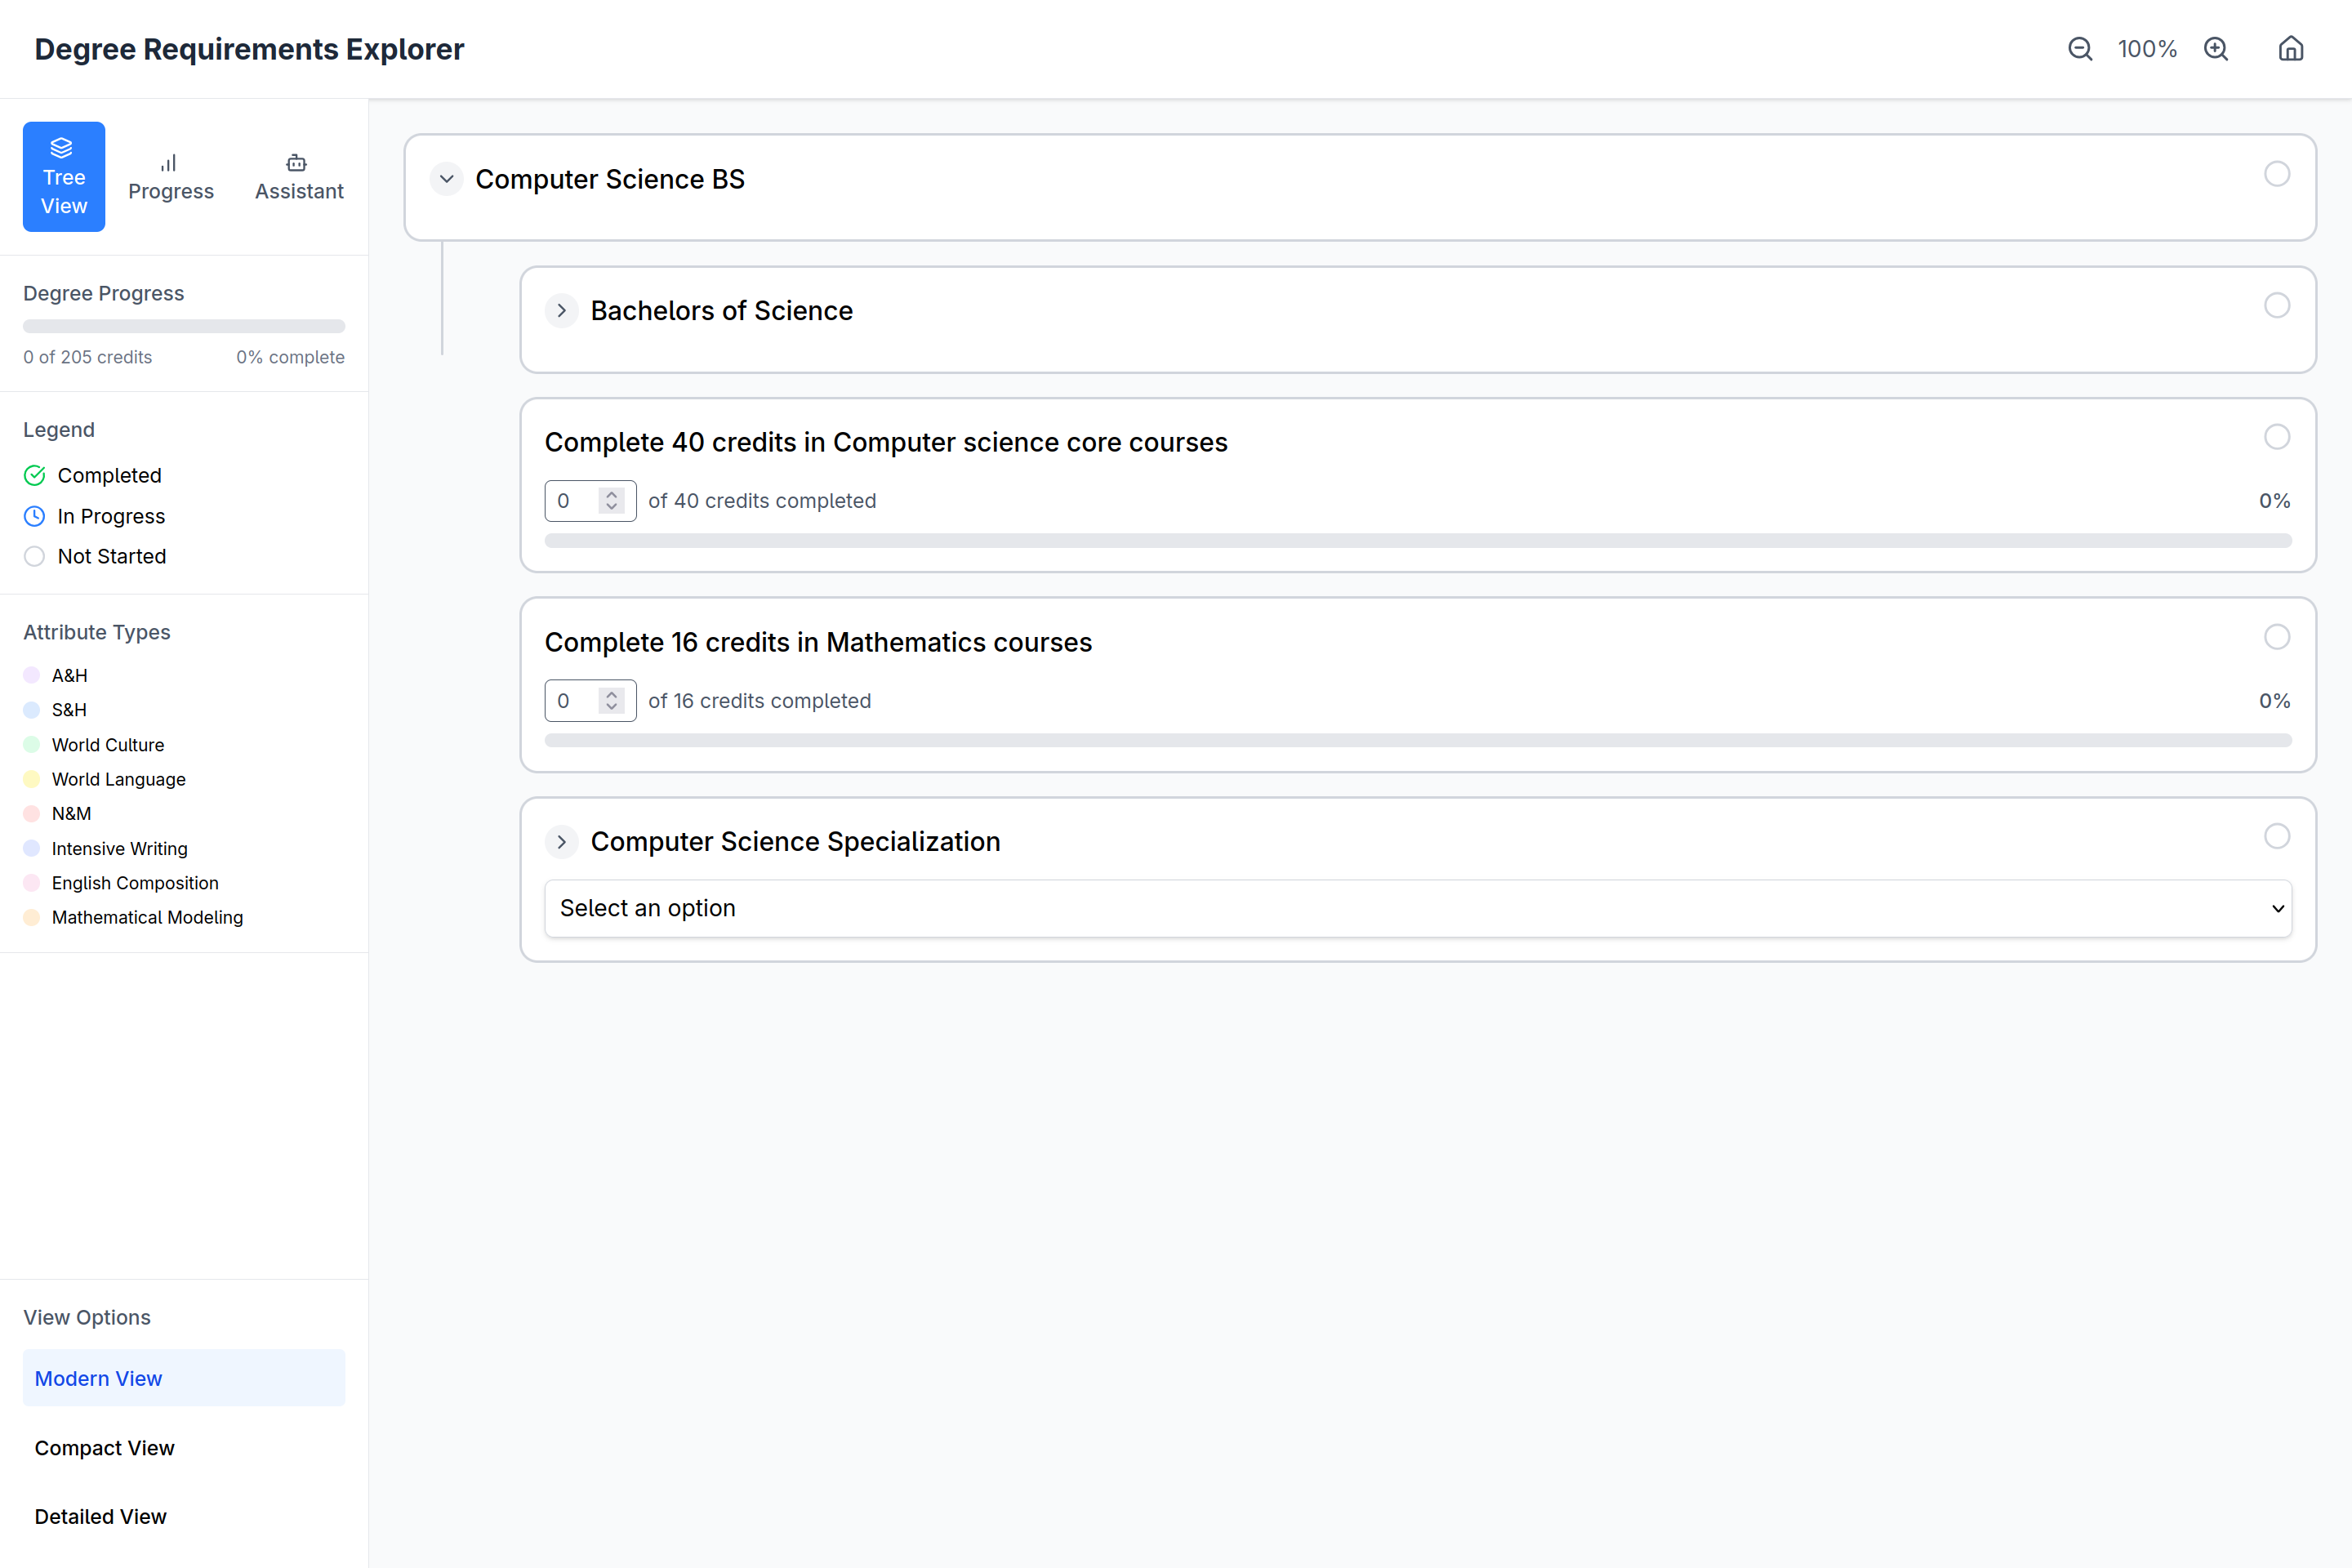 Degree Requirements Explorer
100%
Tree
View
Progress
Assistant
Degree Progress
0 of 205 credits
0% complete
Legend
Completed
In Progress
Not Started
Attribute Types
A&H
S&H
World Culture
World Language
N&M
Intensive Writing
English Composition
Mathematical Modeling
View Options
Modern View
Compact View
Detailed View
Computer Science BS
Bachelors of Science
Complete 40 credits in Computer science core courses
0 of 40 credits completed
0%
Complete 16 credits in Mathematics courses
0 of 16 credits completed
0%
Computer Science Specialization
Select an option